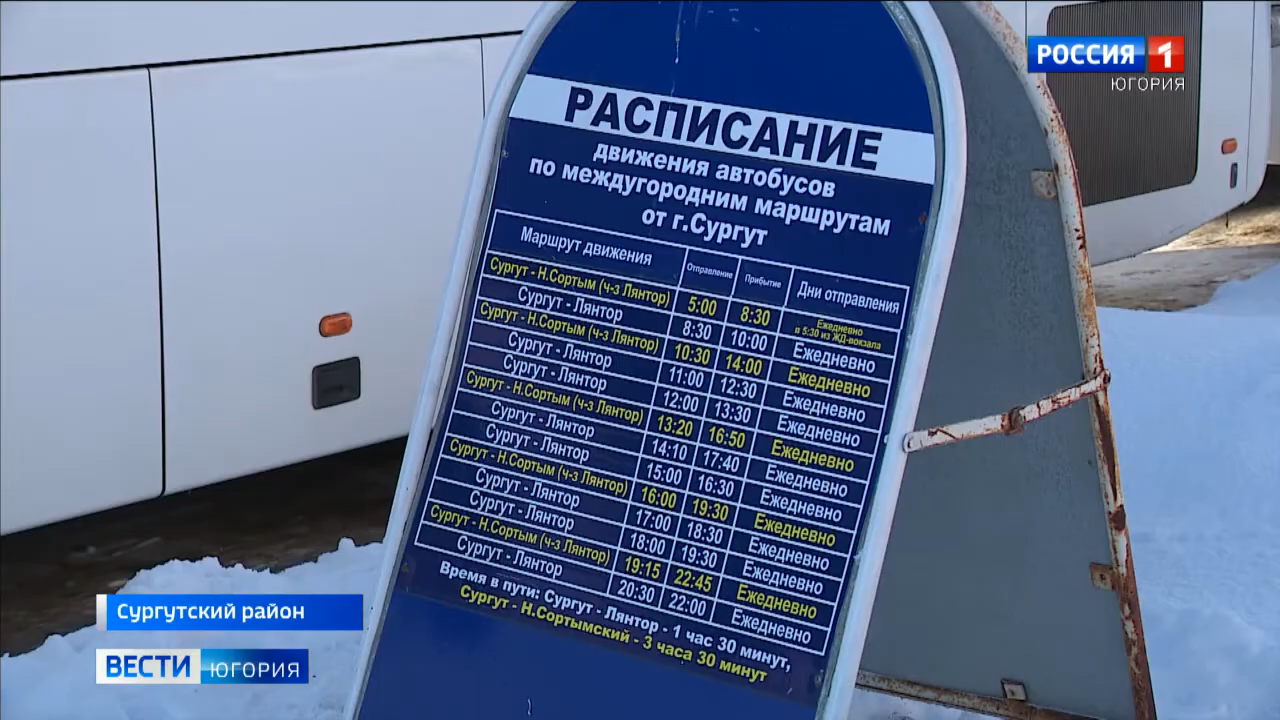 РОССИЯ 1
ЮГОРИЯ
РАСПИСАНИЕ
движения автобусов
по междугородним маршрутам
от г.Сургут
Маршрут движения Отправление Прибытие Дни отправления
Сургут - Н.Сортым (ч-з Лянтор) 5:00 8:30 Ежедневно в 5:30 из ЖД-вокзала
Сургут - Лянтор 8:30 10:00 Ежедневно
Сургут - Н.Сортым (ч-з Лянтор) 10:30 14:00 Ежедневно
Сургут - Лянтор 11:00 12:30 Ежедневно
Сургут - Лянтор 12:00 13:30 Ежедневно
Сургут - Н.Сортым (ч-з Лянтор) 13:20 16:50 Ежедневно
Сургут - Лянтор 14:10 17:40 Ежедневно
Сургут - Лянтор 15:00 16:30 Ежедневно
Сургут - Н.Сортым (ч-з Лянтор) 16:00 19:30 Ежедневно
Сургут - Лянтор 17:00 18:30 Ежедневно
Сургут - Лянтор 18:00 19:30 Ежедневно
Сургут - Н.Сортым (ч-з Лянтор) 19:15 22:45 Ежедневно
Сургут - Лянтор 20:30 22:00 Ежедневно
Время в пути: Сургут - Лянтор - 1 час 30 минут,
Сургут - Н.Сортымский - 3 часа 30 минут
Сургутский район
ВЕСТИ ЮГОРИЯ